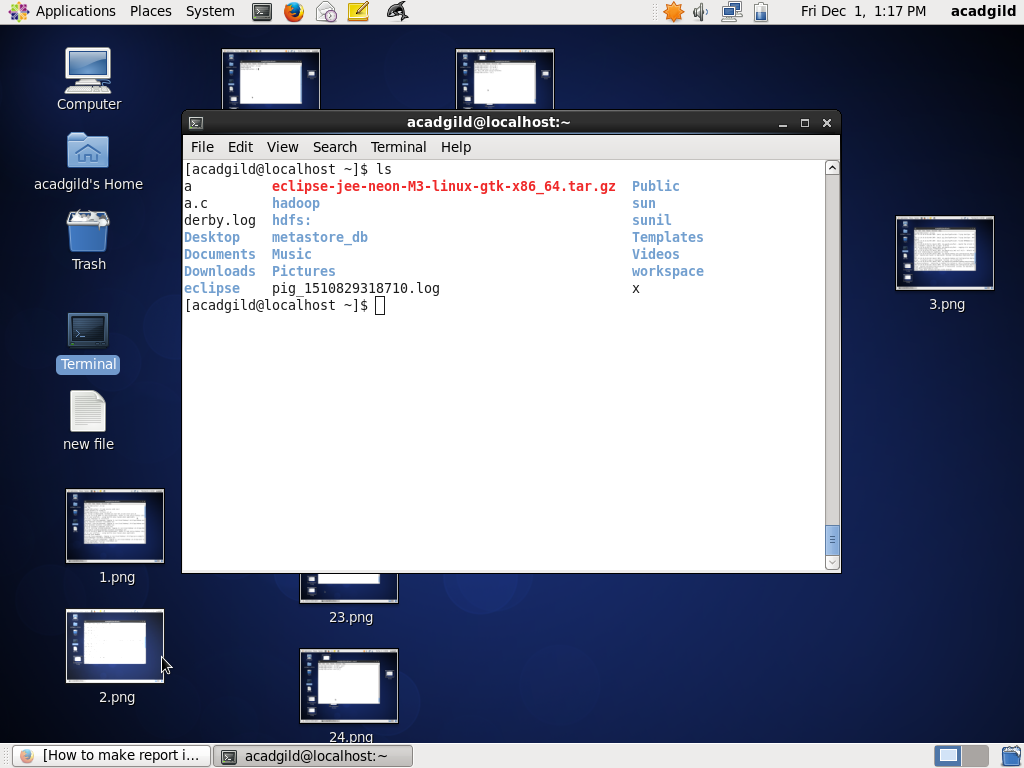 Applications Places System Fri Dec 1, 1:17 PM acadgild
Computer
acadgild's Home
Trash
Terminal
new file
1.png
2.png
acadgild@localhost:~
File Edit View Search Terminal Help
[acadgild@localhost ~]$ ls
a eclipse-jee-neon-M3-linux-gtk-x86_64.tar.gz Public
a.c hadoop sun
derby.log hdfs: sunil
Desktop metastore_db Templates
Documents Music Videos
Downloads Pictures workspace
eclipse pig_1510829318710.log x
[acadgild@localhost ~]$
3.png
23.png
24.png
[How to make report i... acadgild@localhost:~